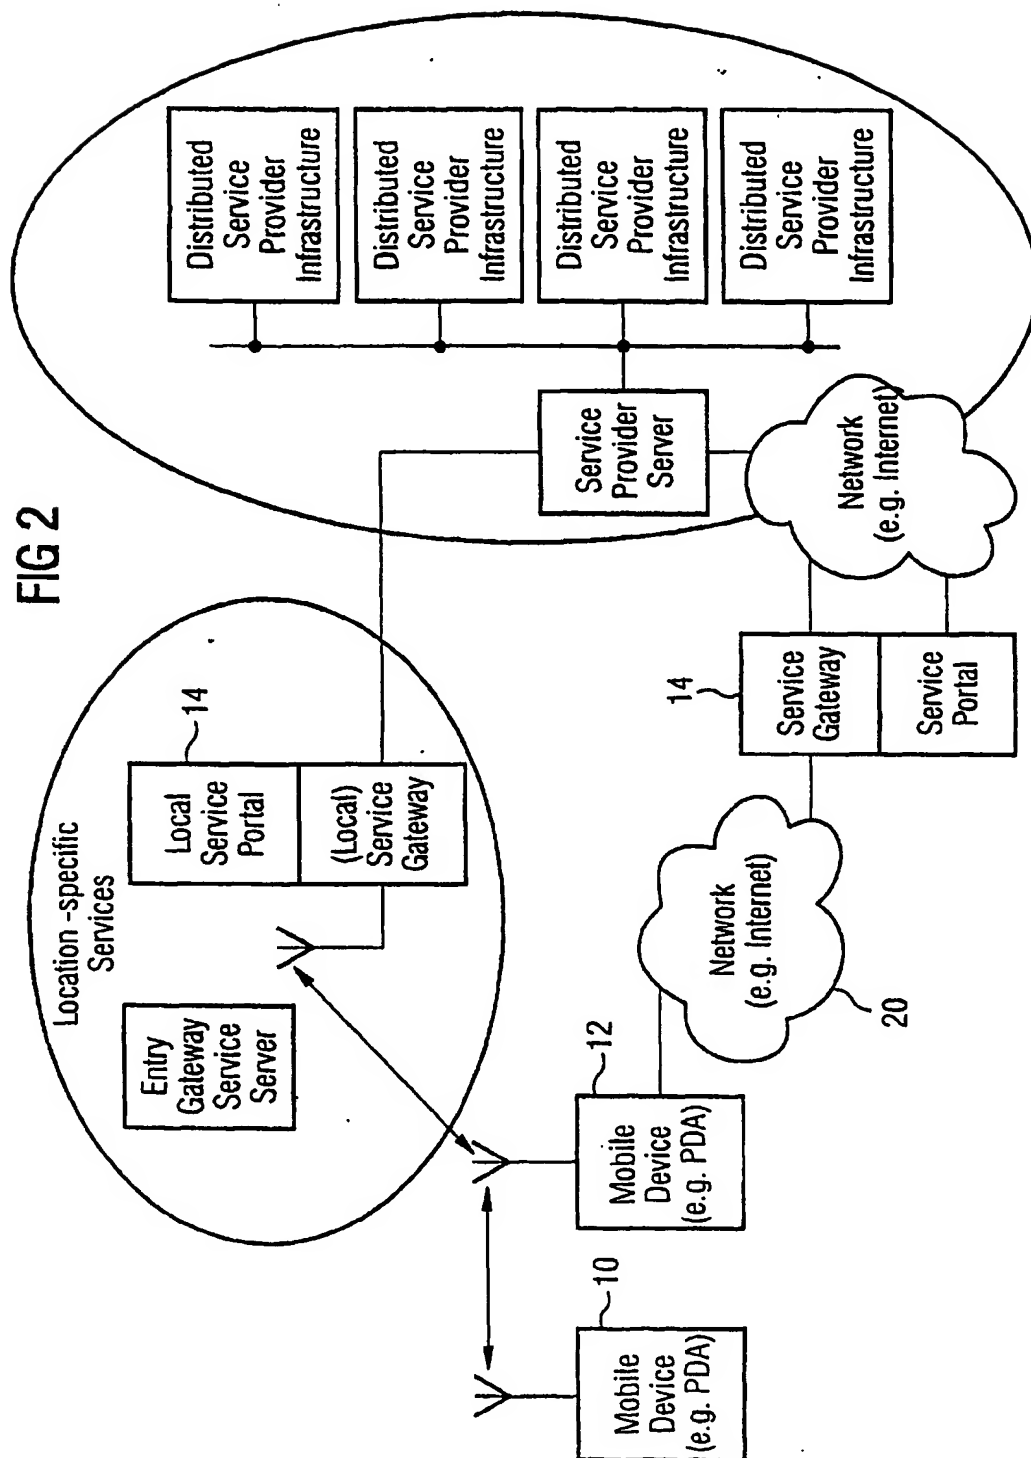 FIG 2
Location -specific
Services
Entry
Gateway
Service
Server
Local
Service
Portal
14
(Local)
Service
Gateway
Distributed
Service
Provider
Infrastructure
Distributed
Service
Provider
Infrastructure
Distributed
Service
Provider
Infrastructure
Distributed
Service
Provider
Infrastructure
Service
Provider
Server
Mobile
Device
(e.g. PDA)
10
Mobile
Device
(e.g. PDA)
12
Network
(e.g. Internet)
20
Service
Gateway
14
Service
Portal
Network
(e.g. Internet)